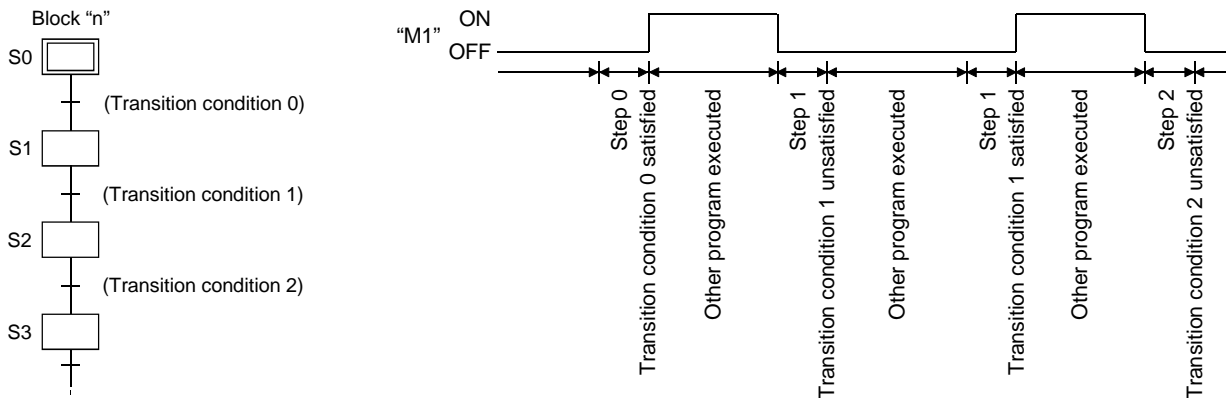 Block “n”
S0
(Transition condition 0)
S1
(Transition condition 1)
S2
(Transition condition 2)
S3
“M1”
ON
OFF
Step 0
Transition condition 0 satisfied
Other program executed
Step 1
Transition condition 1 unsatisfied
Other program executed
Step 1
Transition condition 1 satisfied
Other program executed
Step 2
Transition condition 2 unsatisfied